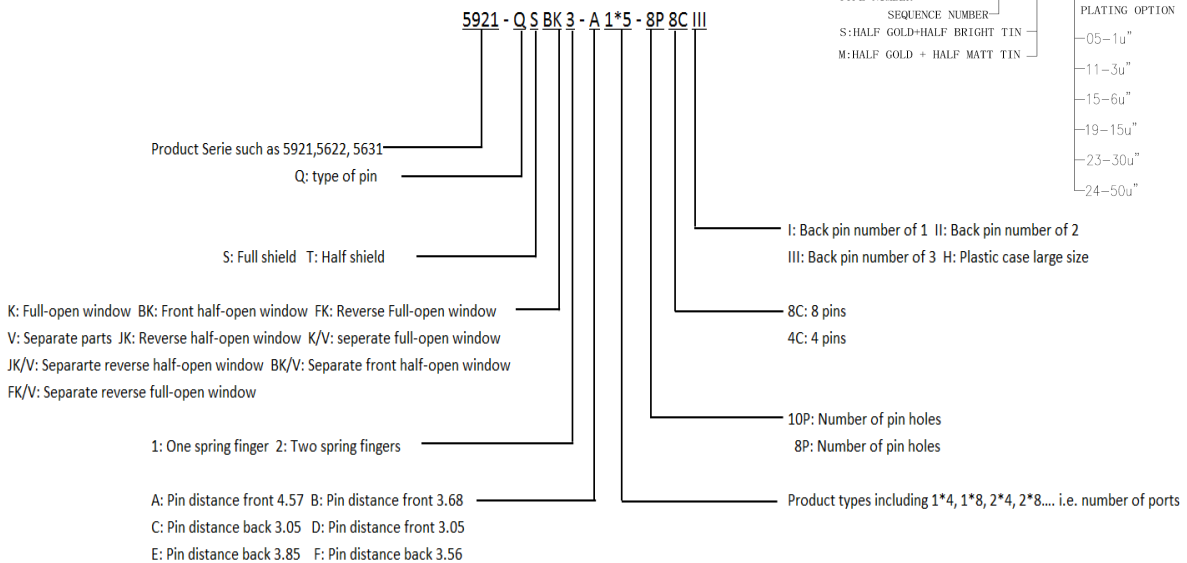 5921 - Q S BK 3 - A 1*5 - 8P 8C III
SEQUENCE NUMBER
S:HALF GOLD+HALF BRIGHT TIN
M:HALF GOLD + HALF MATT TIN
PLATING OPTION
05-1u"
11-3u"
15-6u"
19-15u"
23-30u"
24-50u"
Product Serie such as 5921,5622, 5631
Q: type of pin
S: Full shield T: Half shield
K: Full-open window BK: Front half-open window FK: Reverse Full-open window
V: Separate parts JK: Reverse half-open window K/V: seperate full-open window
JK/V: Separarte reverse half-open window BK/V: Separate front half-open window
FK/V: Separate reverse full-open window
1: One spring finger 2: Two spring fingers
A: Pin distance front 4.57 B: Pin distance front 3.68
C: Pin distance back 3.05 D: Pin distance front 3.05
E: Pin distance back 3.85 F: Pin distance back 3.56
I: Back pin number of 1 II: Back pin number of 2
III: Back pin number of 3 H: Plastic case large size
8C: 8 pins
4C: 4 pins
10P: Number of pin holes
8P: Number of pin holes
Product types including 1*4, 1*8, 2*4, 2*8.... i.e. number of ports